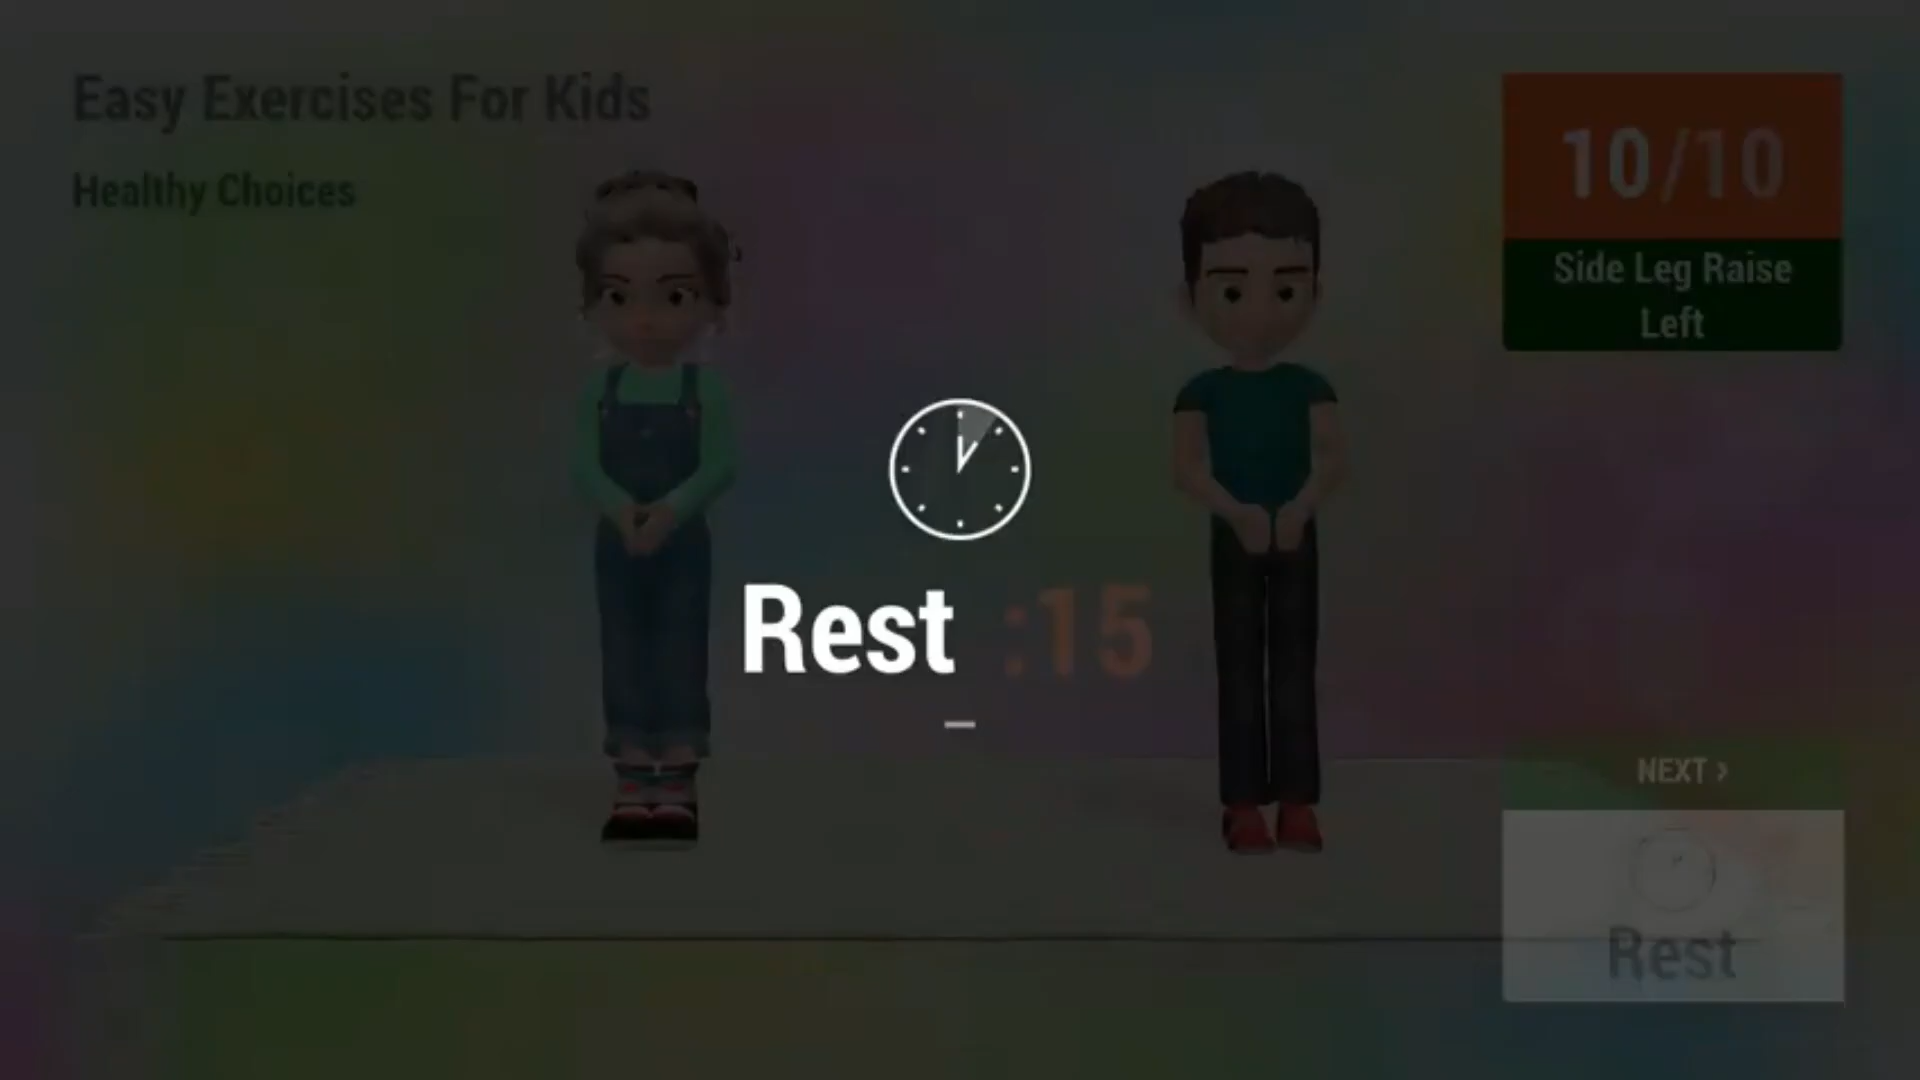 Easy Exercises For Kids
Healthy Choices
10/10
Side Leg Raise
Left
Rest :15
NEXT >
Rest